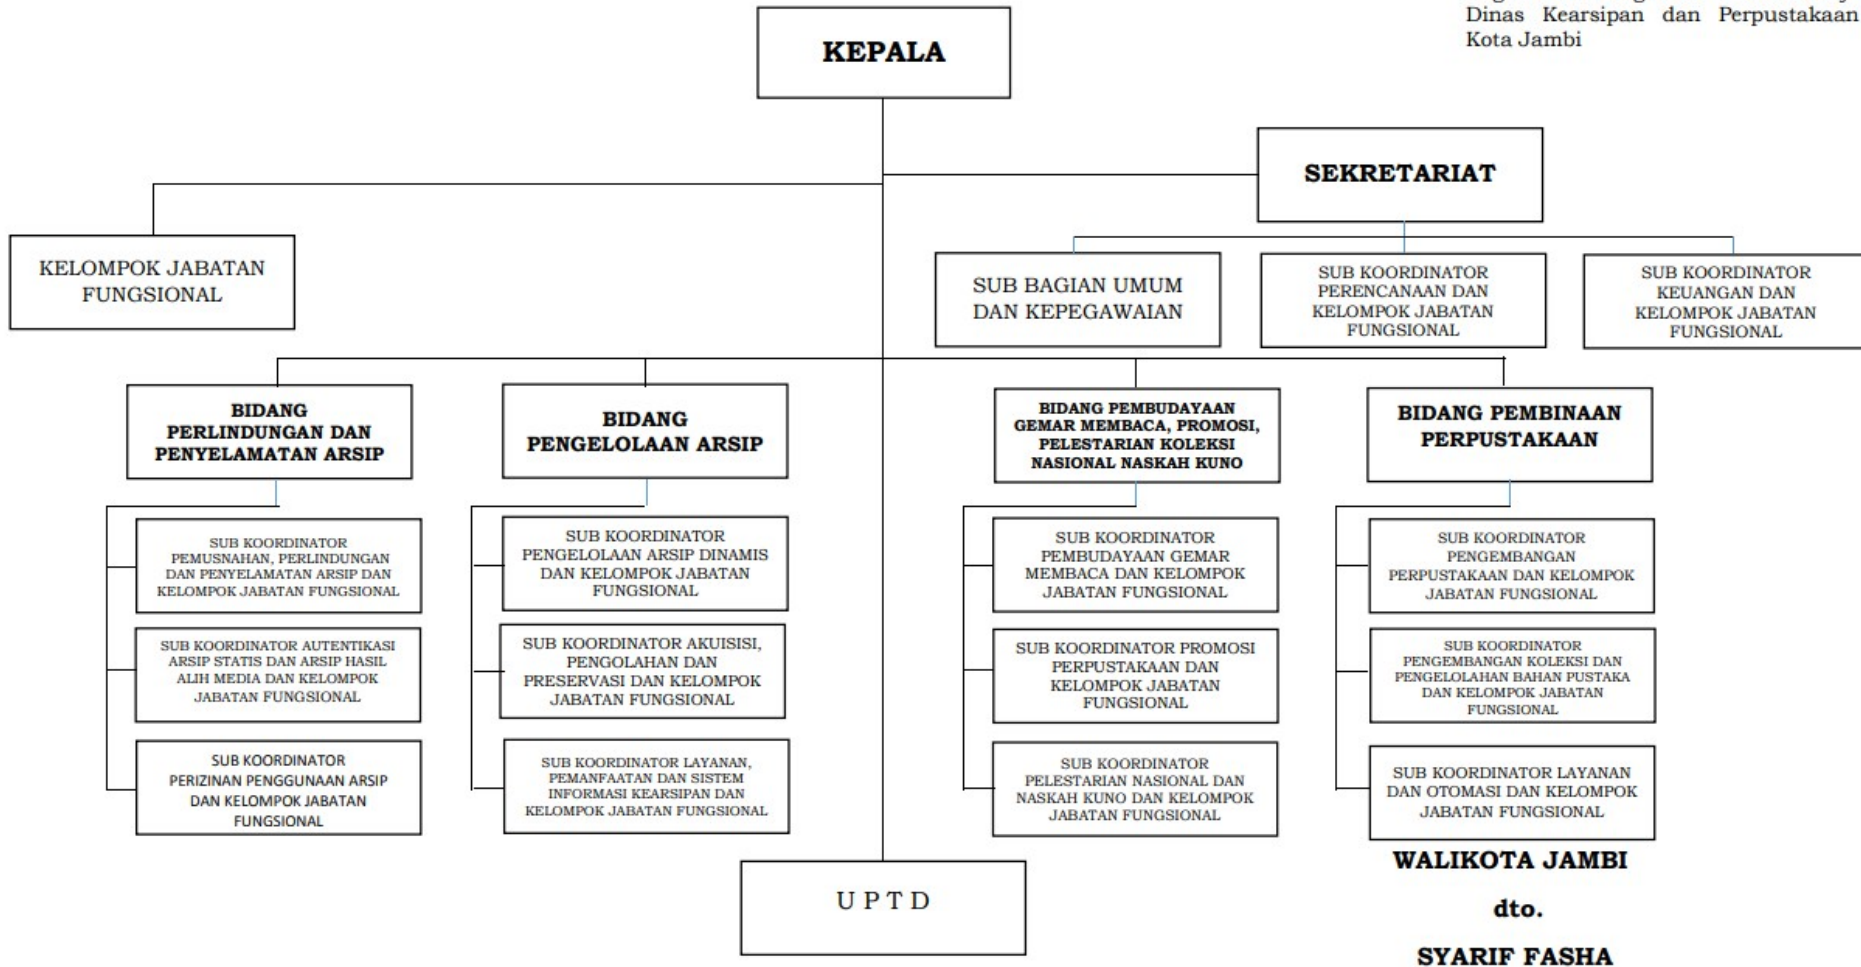 Dinas Kearsipan dan Perpustakaan
Kota Jambi
KEPALA
SEKRETARIAT
KELOMPOK JABATAN
FUNGSIONAL
SUB BAGIAN UMUM
DAN KEPEGAWAIAN
SUB KOORDINATOR
PERENCANAAN DAN
KELOMPOK JABATAN
FUNGSIONAL
SUB KOORDINATOR
KEUANGAN DAN
KELOMPOK JABATAN
FUNGSIONAL
BIDANG
PERLINDUNGAN DAN
PENYELAMATAN ARSIP
BIDANG
PENGELOLAAN ARSIP
BIDANG PEMBUDAYAAN
GEMAR MEMBACA, PROMOSI,
PELESTARIAN KOLEKSI
NASIONAL NASKAH KUNO
BIDANG PEMBINAAN
PERPUSTAKAAN
SUB KOORDINATOR
PEMUSNAHAN, PERLINDUNGAN
DAN PENYELAMATAN ARSIP DAN
KELOMPOK JABATAN FUNGSIONAL
SUB KOORDINATOR AUTENTIKASI
ARSIP STATIS DAN ARSIP HASIL
ALIH MEDIA DAN KELOMPOK
JABATAN FUNGSIONAL
SUB KOORDINATOR
PERIZINAN PENGGUNAAN ARSIP
DAN KELOMPOK JABATAN
FUNGSIONAL
SUB KOORDINATOR
PENGELOLAAN ARSIP DINAMIS
DAN KELOMPOK JABATAN
FUNGSIONAL
SUB KOORDINATOR AKUISISI,
PENGOLAHAN DAN
PRESERVASI DAN KELOMPOK
JABATAN FUNGSIONAL
SUB KOORDINATOR LAYANAN,
PEMANFAATAN DAN SISTEM
INFORMASI KEARSIPAN DAN
KELOMPOK JABATAN FUNGSIONAL
SUB KOORDINATOR
PEMBUDAYAAN GEMAR
MEMBACA DAN KELOMPOK
JABATAN FUNGSIONAL
SUB KOORDINATOR PROMOSI
PERPUSTAKAAN DAN
KELOMPOK JABATAN
FUNGSIONAL
SUB KOORDINATOR
PELESTARIAN NASIONAL DAN
NASKAH KUNO DAN KELOMPOK
JABATAN FUNGSIONAL
SUB KOORDINATOR
PENGEMBANGAN
PERPUSTAKAAN DAN KELOMPOK
JABATAN FUNGSIONAL
SUB KOORDINATOR
PENGEMBANGAN KOLEKSI DAN
PENGELOLAHAN BAHAN PUSTAKA
DAN KELOMPOK JABATAN
FUNGSIONAL
SUB KOORDINATOR LAYANAN
DAN OTOMASI DAN KELOMPOK
JABATAN FUNGSIONAL
U P T D
WALIKOTA JAMBI
dto.
SYARIF FASHA